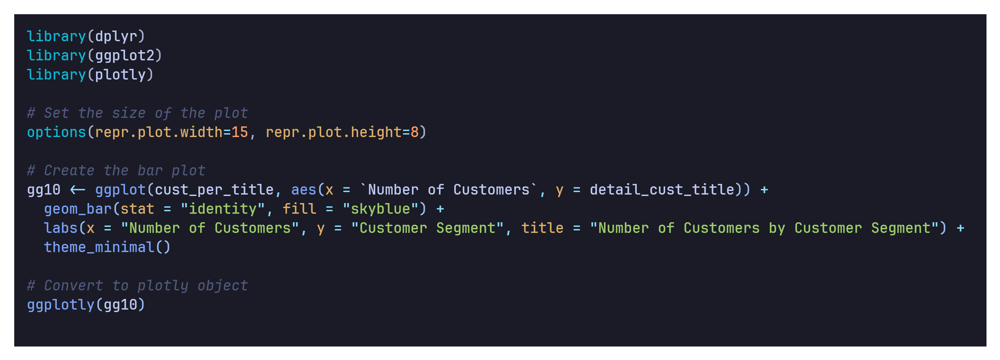 library(dplyr)
library(ggplot2)
library(plotly)
# Set the size of the plot
options(repr.plot.width=15, repr.plot.height=8)
# Create the bar plot
gg10 <- ggplot(cust_per_title, aes(x = `Number of Customers`, y = detail_cust_title)) +
  geom_bar(stat = "identity", fill = "skyblue") +
  labs(x = "Number of Customers", y = "Customer Segment", title = "Number of Customers by Customer Segment") +
  theme_minimal()
# Convert to plotly object
ggplotly(gg10)